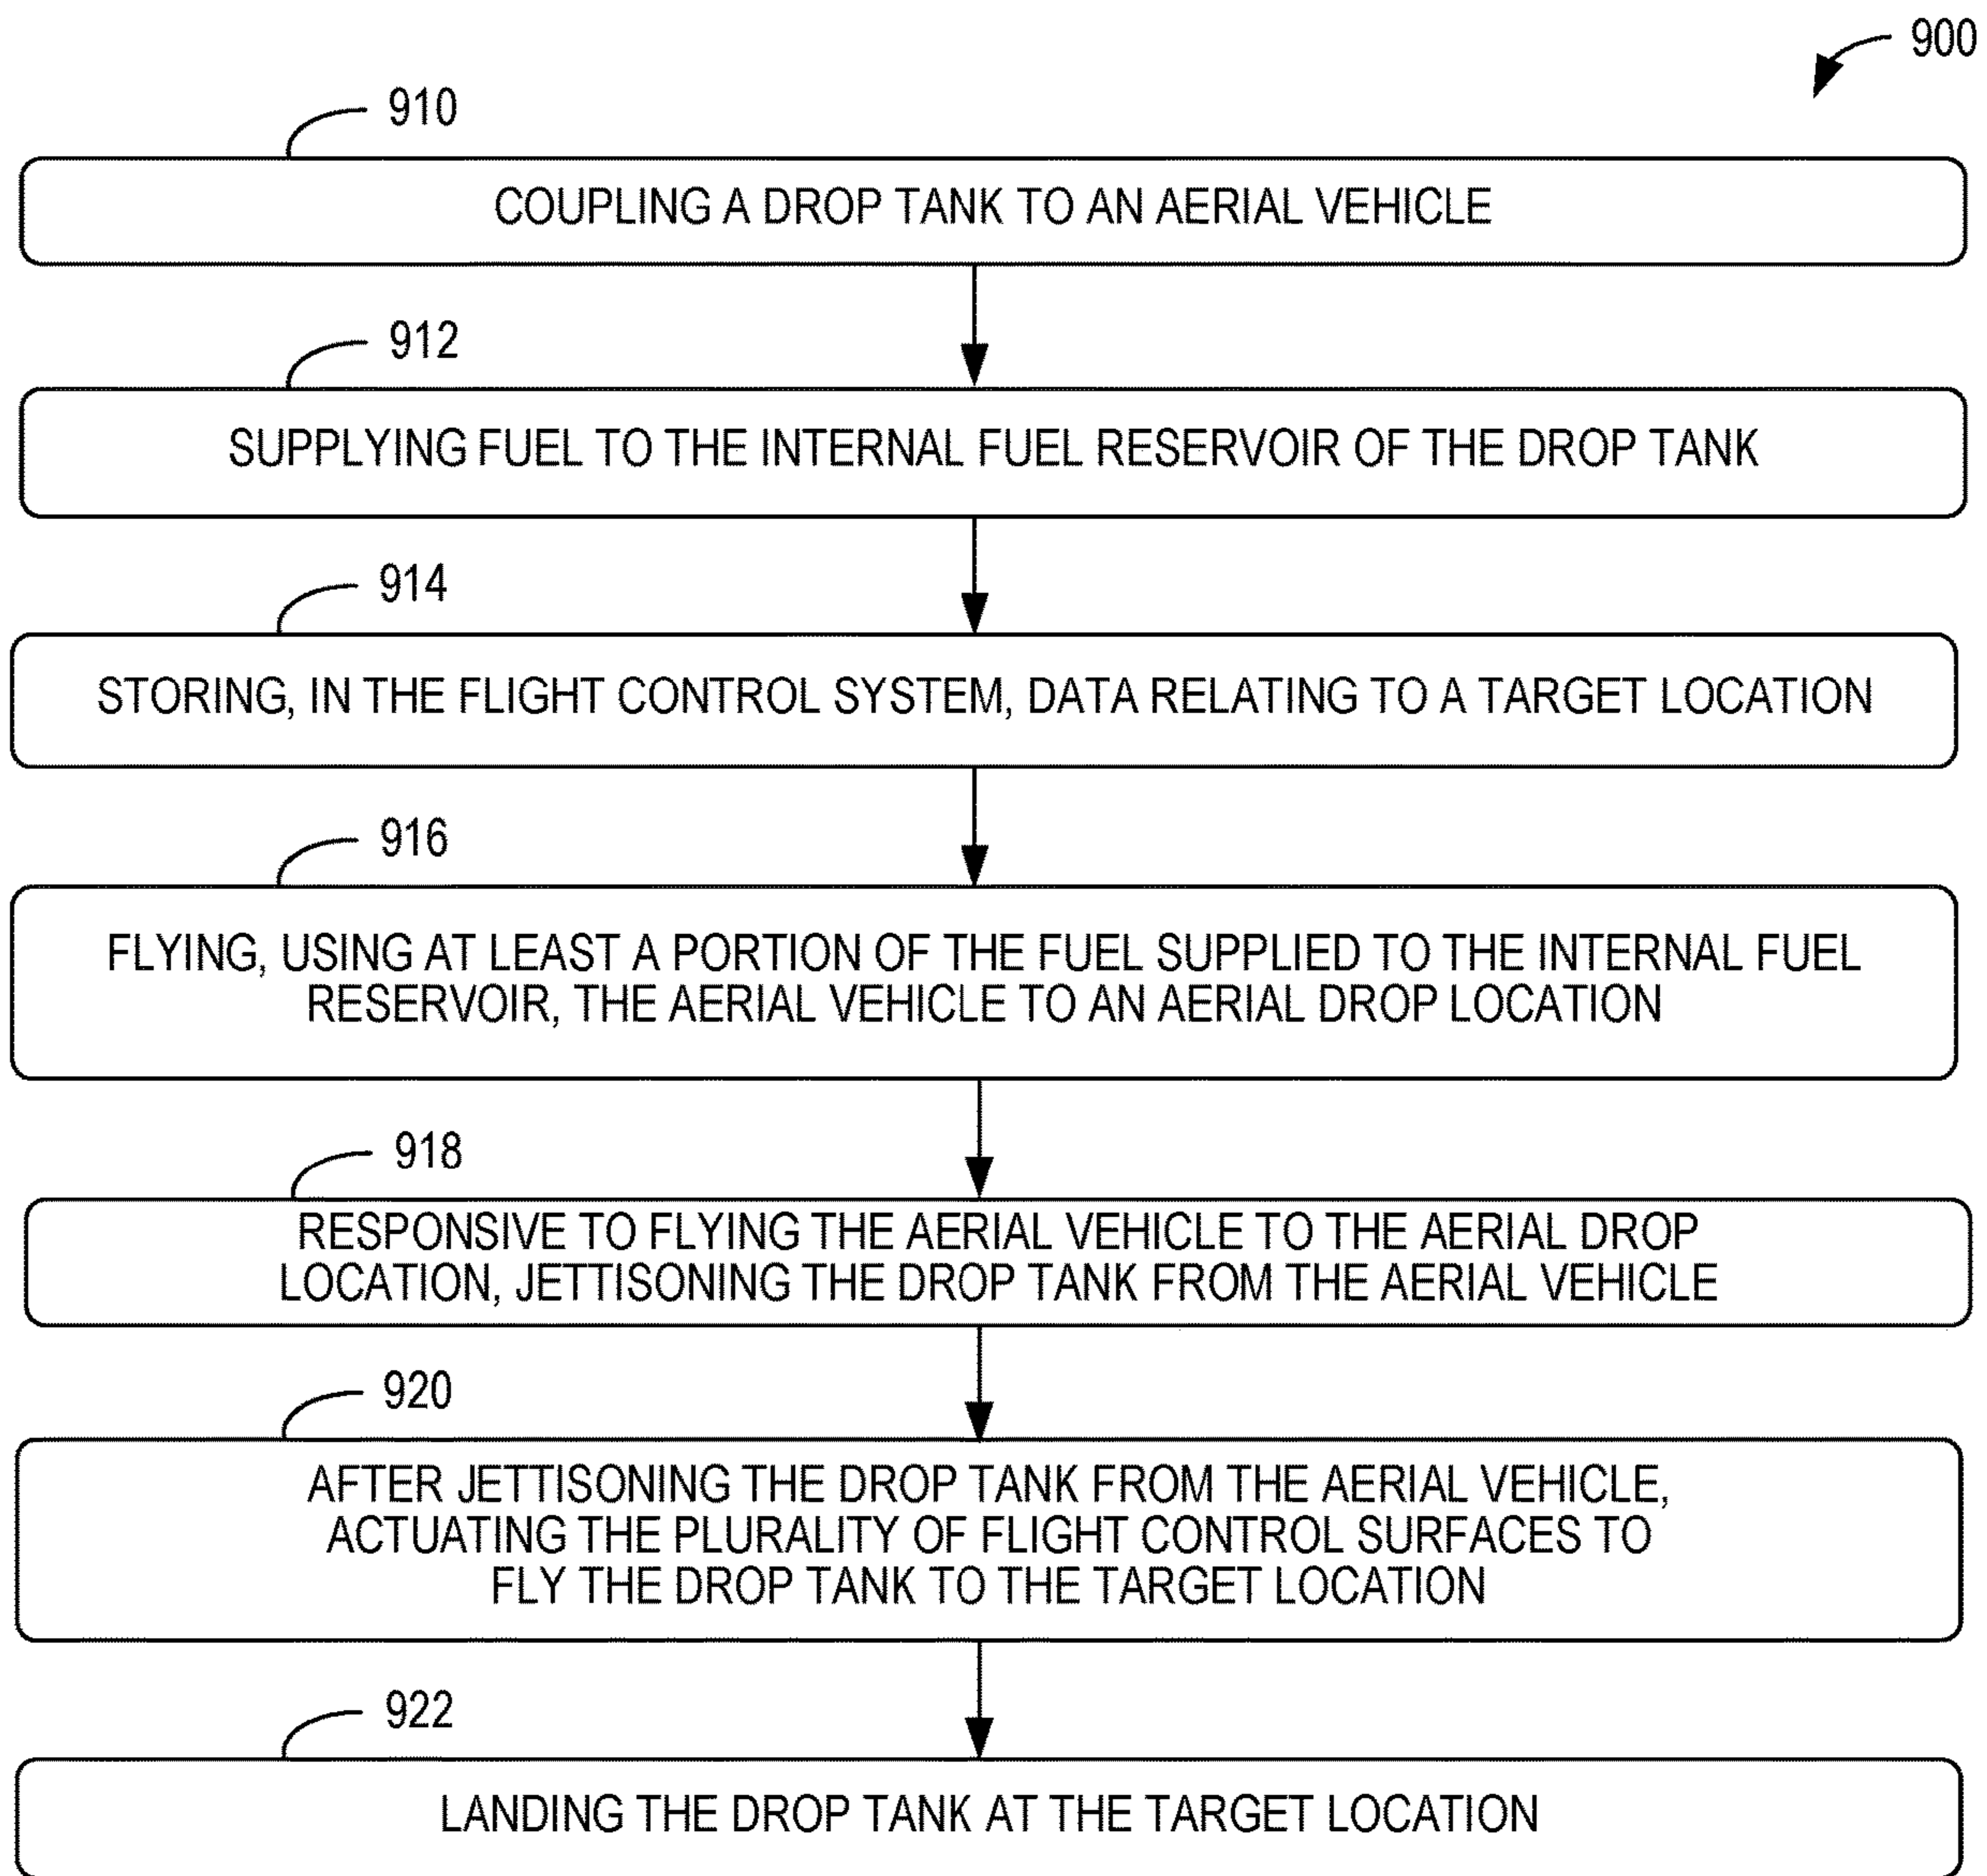 900
910
COUPLING A DROP TANK TO AN AERIAL VEHICLE
912
SUPPLYING FUEL TO THE INTERNAL FUEL RESERVOIR OF THE DROP TANK
914
STORING, IN THE FLIGHT CONTROL SYSTEM, DATA RELATING TO A TARGET LOCATION
916
FLYING, USING AT LEAST A PORTION OF THE FUEL SUPPLIED TO THE INTERNAL FUEL
RESERVOIR, THE AERIAL VEHICLE TO AN AERIAL DROP LOCATION
918
RESPONSIVE TO FLYING THE AERIAL VEHICLE TO THE AERIAL DROP
LOCATION, JETTISONING THE DROP TANK FROM THE AERIAL VEHICLE
920
AFTER JETTISONING THE DROP TANK FROM THE AERIAL VEHICLE,
ACTUATING THE PLURALITY OF FLIGHT CONTROL SURFACES TO
FLY THE DROP TANK TO THE TARGET LOCATION
922
LANDING THE DROP TANK AT THE TARGET LOCATION